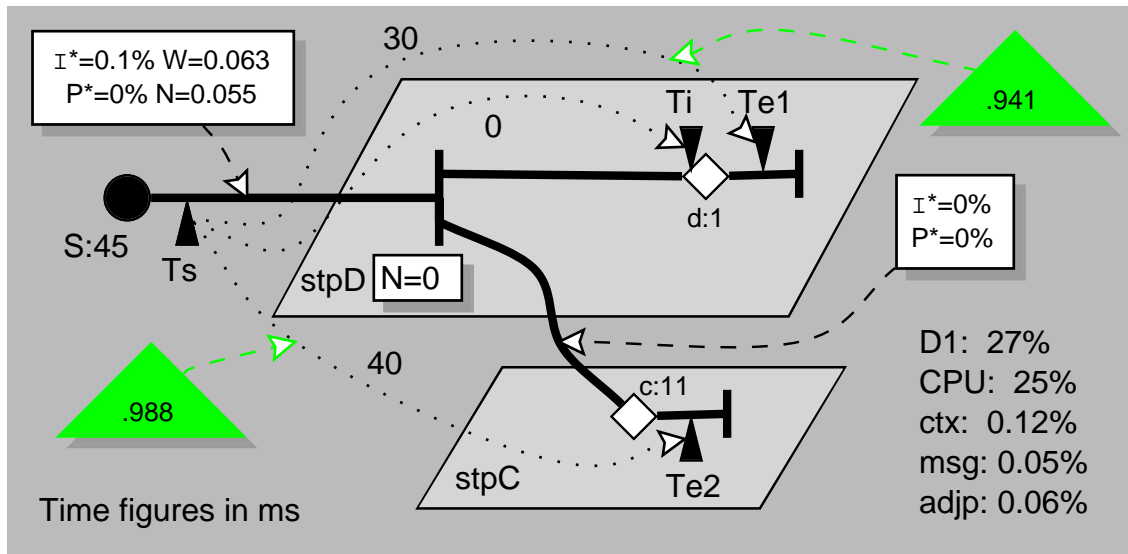 30
I*=0.1% W=0.063
P*=0% N=0.055
.941
Ti Te1
0
d:1
I*=0%
P*=0%
S:45
Ts
stpD
N=0
D1: 27%
CPU: 25%
ctx: 0.12%
msg: 0.05%
adjp: 0.06%
40
c:11
.988
stpC
Te2
Time figures in ms